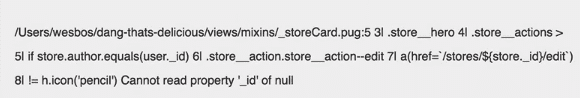 /Users/wesbos/dang-thats-delicious/views/mixins/_storeCard.pug:5 3| .store__hero 4| .store__actions >
5| if store.author.equals(user._id) 6| .store__action.store__action--edit 7| a(href=`/stores/${store._id}/edit`)
8| != h.icon('pencil') Cannot read property '_id' of null